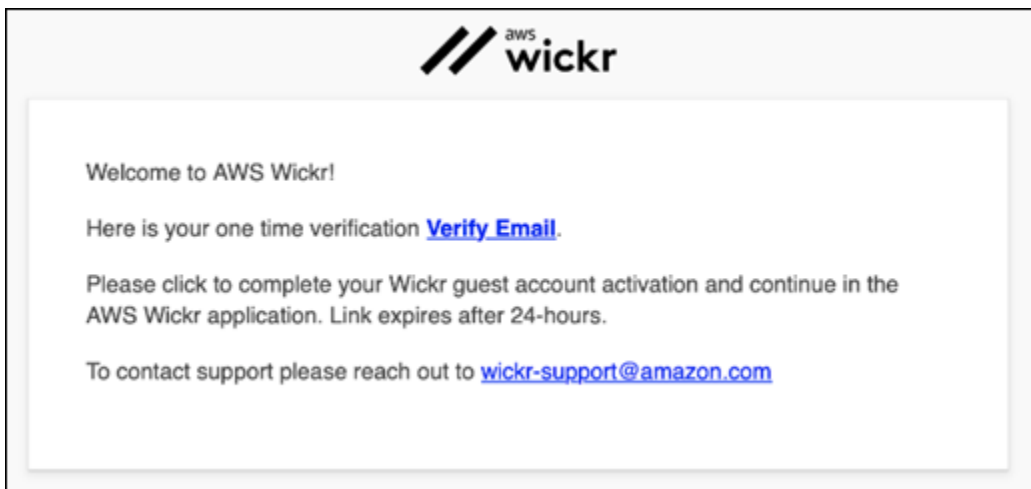 aws
wickr
Welcome to AWS Wickr!
Here is your one time verification Verify Email.
Please click to complete your Wickr guest account activation and continue in the
AWS Wickr application. Link expires after 24-hours.
To contact support please reach out to wickr-support@amazon.com